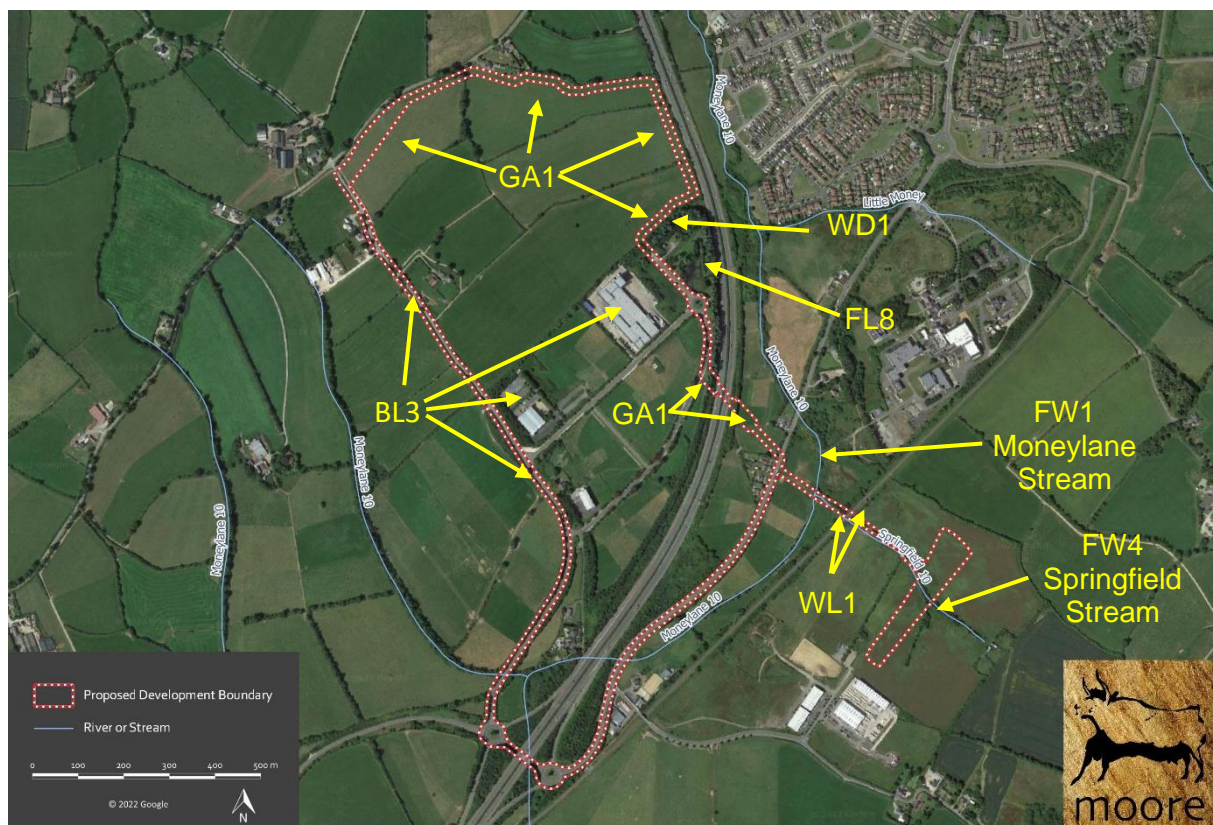 Moneylane 10
GA1
WD1
Little Money
FL8
Moneylane 10
BL3
GA1
FW1
Moneylane
Stream
Moneylane 10
Moneylane 10
Springfield 10
FW4
Springfield
Stream
WL1
Moneylane 10
Proposed Development Boundary
River or Stream
0 100 200 300 400 500 m
© 2022 Google
N
moore